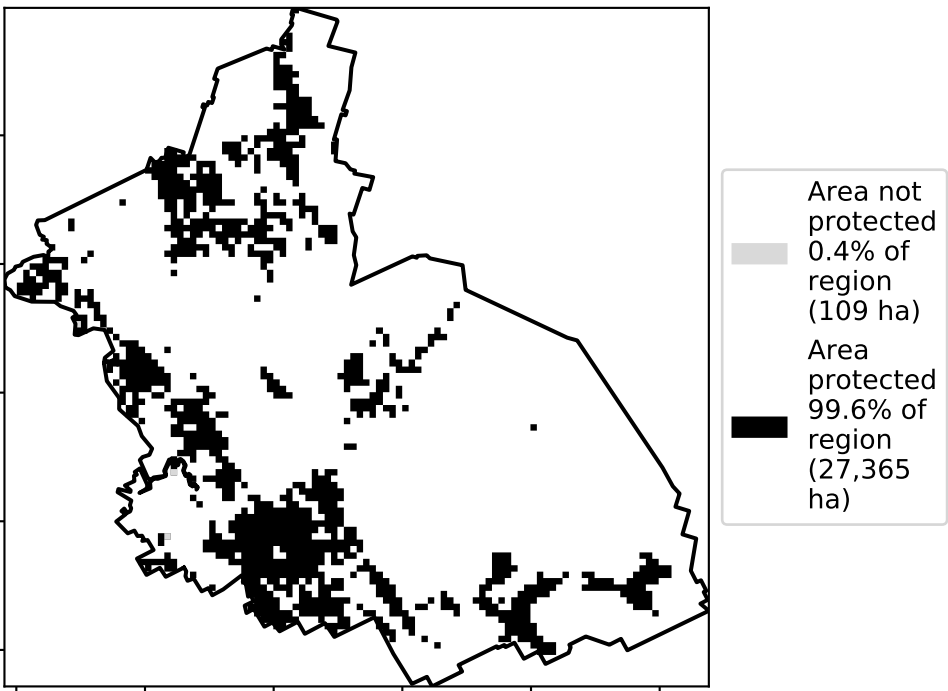 Area not
protected
0.4% of
region
(109 ha)
Area
protected
99.6% of
region
(27,365
ha)